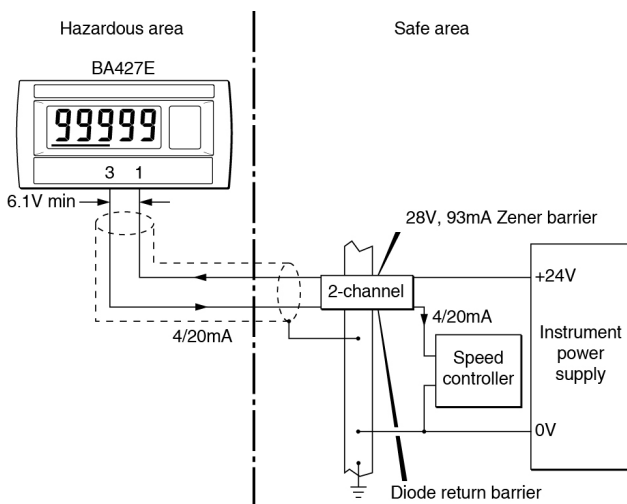 Hazardous area
Safe area
BA427E
99999
3 1
6.1V min
28V, 93mA Zener barrier
2-channel
+24V
4/20mA
4/20mA
Speed
controller
Instrument
power
supply
0V
Diode return barrier